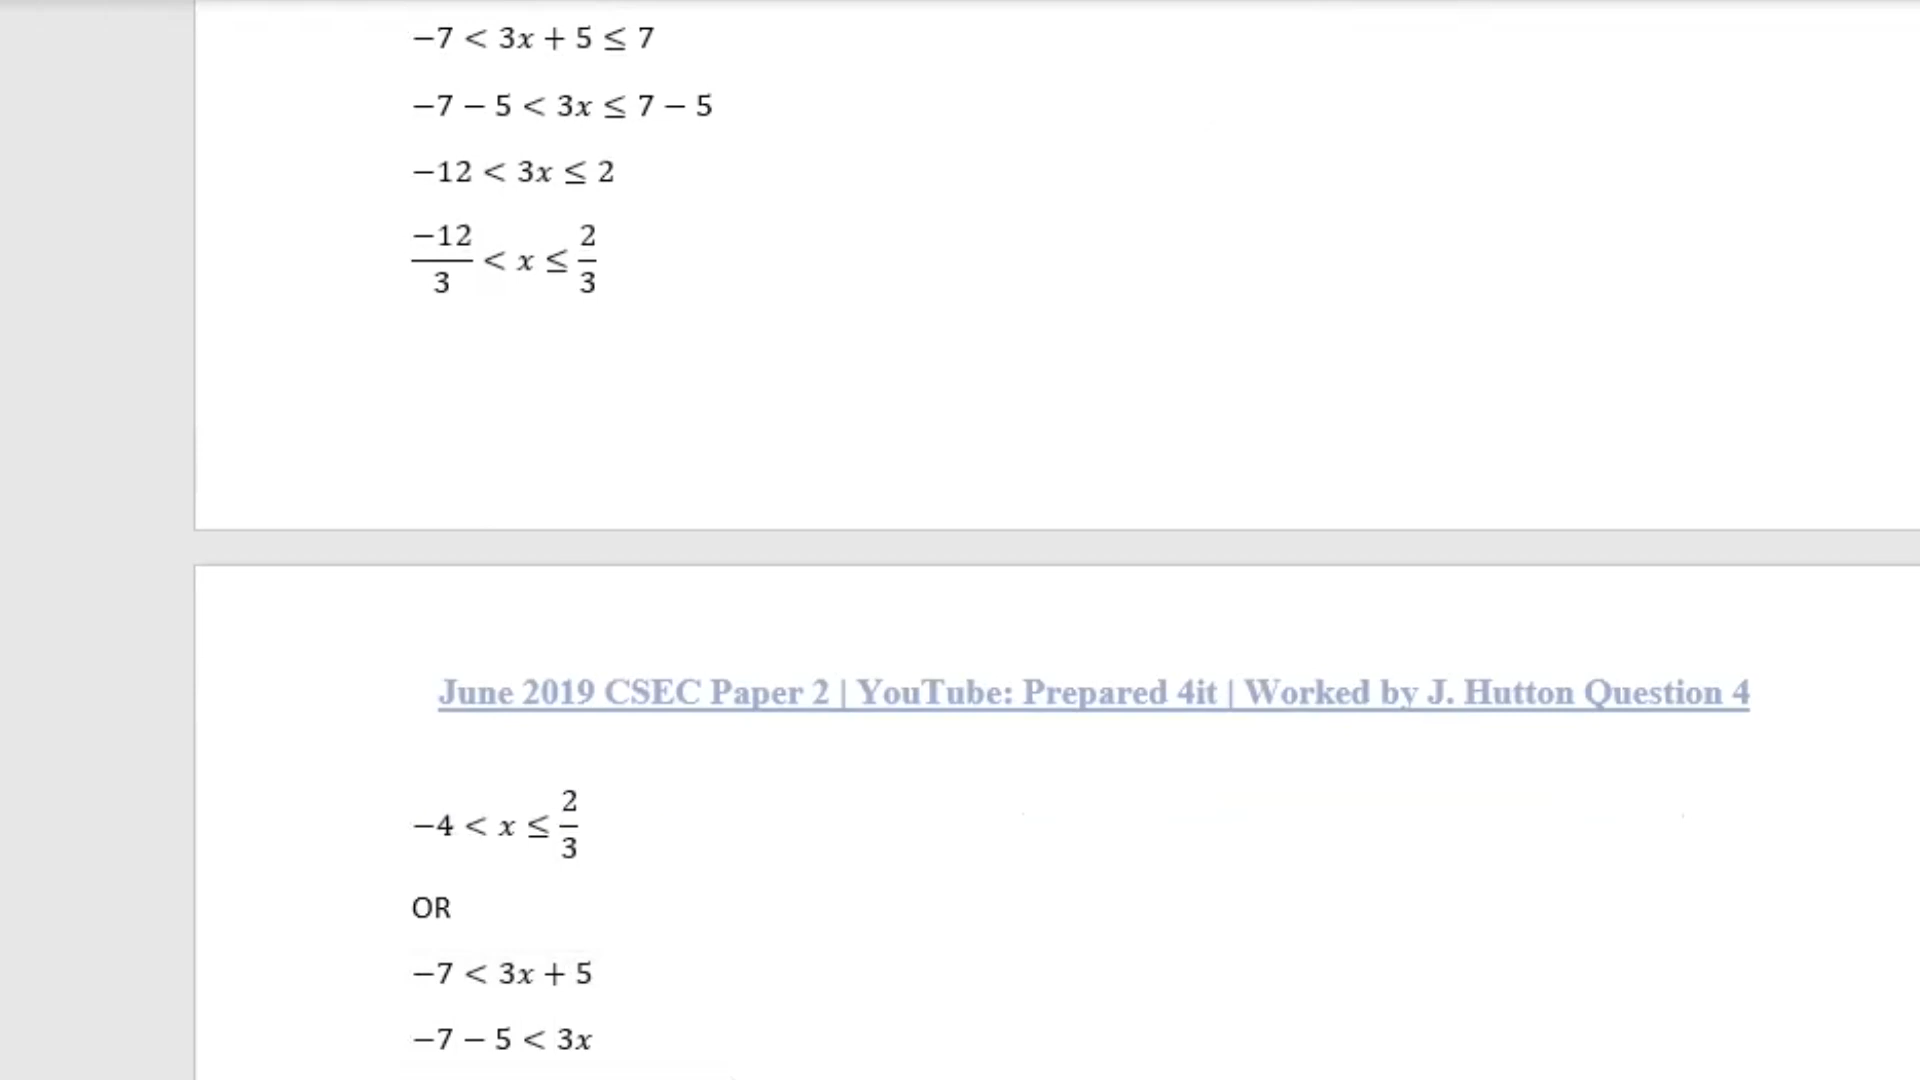 −7 < 3x + 5 ≤ 7
−7 − 5 < 3x ≤ 7 − 5
−12 < 3x ≤ 2
−12/3 < x ≤ 2/3
June 2019 CSEC Paper 2 | YouTube: Prepared 4it | Worked by J. Hutton Question 4
−4 < x ≤ 2/3
OR
−7 < 3x + 5
−7 − 5 < 3x